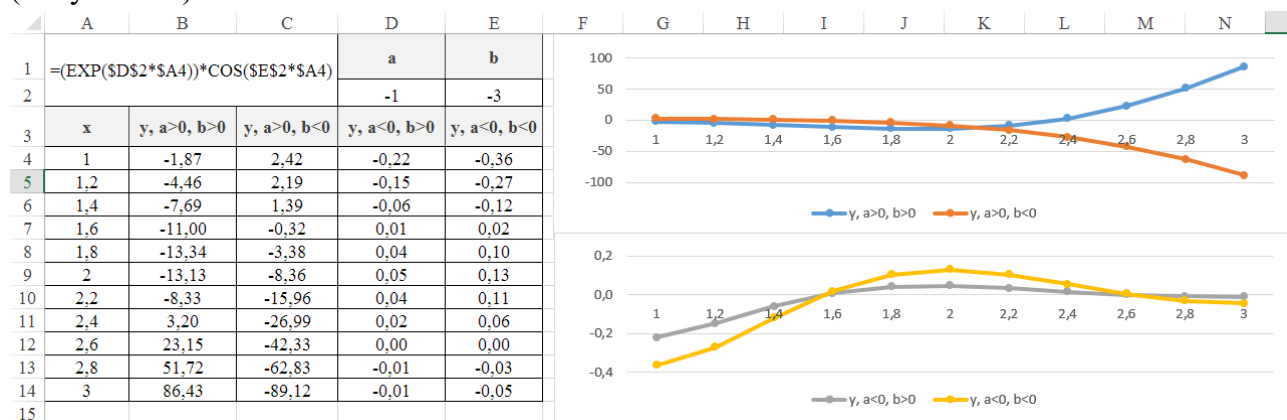 A B C D E F G H I J K L M N
1 =(EXP($D$2*$A4))*COS($E$2*$A4) a b
2 -1 -3
3 x y, a>0, b>0 y, a>0, b<0 y, a<0, b>0 y, a<0, b<0
4 1 -1,87 2,42 -0,22 -0,36
5 1,2 -4,46 2,19 -0,15 -0,27
6 1,4 -7,69 1,39 -0,06 -0,12
7 1,6 -11,00 -0,32 0,01 0,02
8 1,8 -13,34 -3,38 0,04 0,10
9 2 -13,13 -8,36 0,05 0,13
10 2,2 -8,33 -15,96 0,04 0,11
11 2,4 3,20 -26,99 0,02 0,06
12 2,6 23,15 -42,33 0,00 0,00
13 2,8 51,72 -62,83 -0,01 -0,03
14 3 86,43 -89,12 -0,01 -0,05
15
100
50
0
1 1,2 1,4 1,6 1,8 2 2,2 2,4 2,6 2,8 3
-50
-100
y, a>0, b>0 y, a>0, b<0
0,2
0,0
1 1,2 1,4 1,6 1,8 2 2,2 2,4 2,6 2,8 3
-0,2
-0,4
y, a<0, b>0 y, a<0, b<0